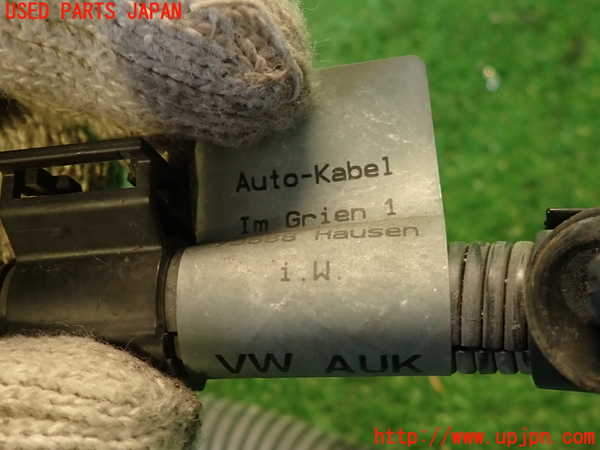 USED PARTS JAPAN
Auto-Kabel
Im Grien 1
Hausen
i.W.
VW AUK
http://www.upjpn.com